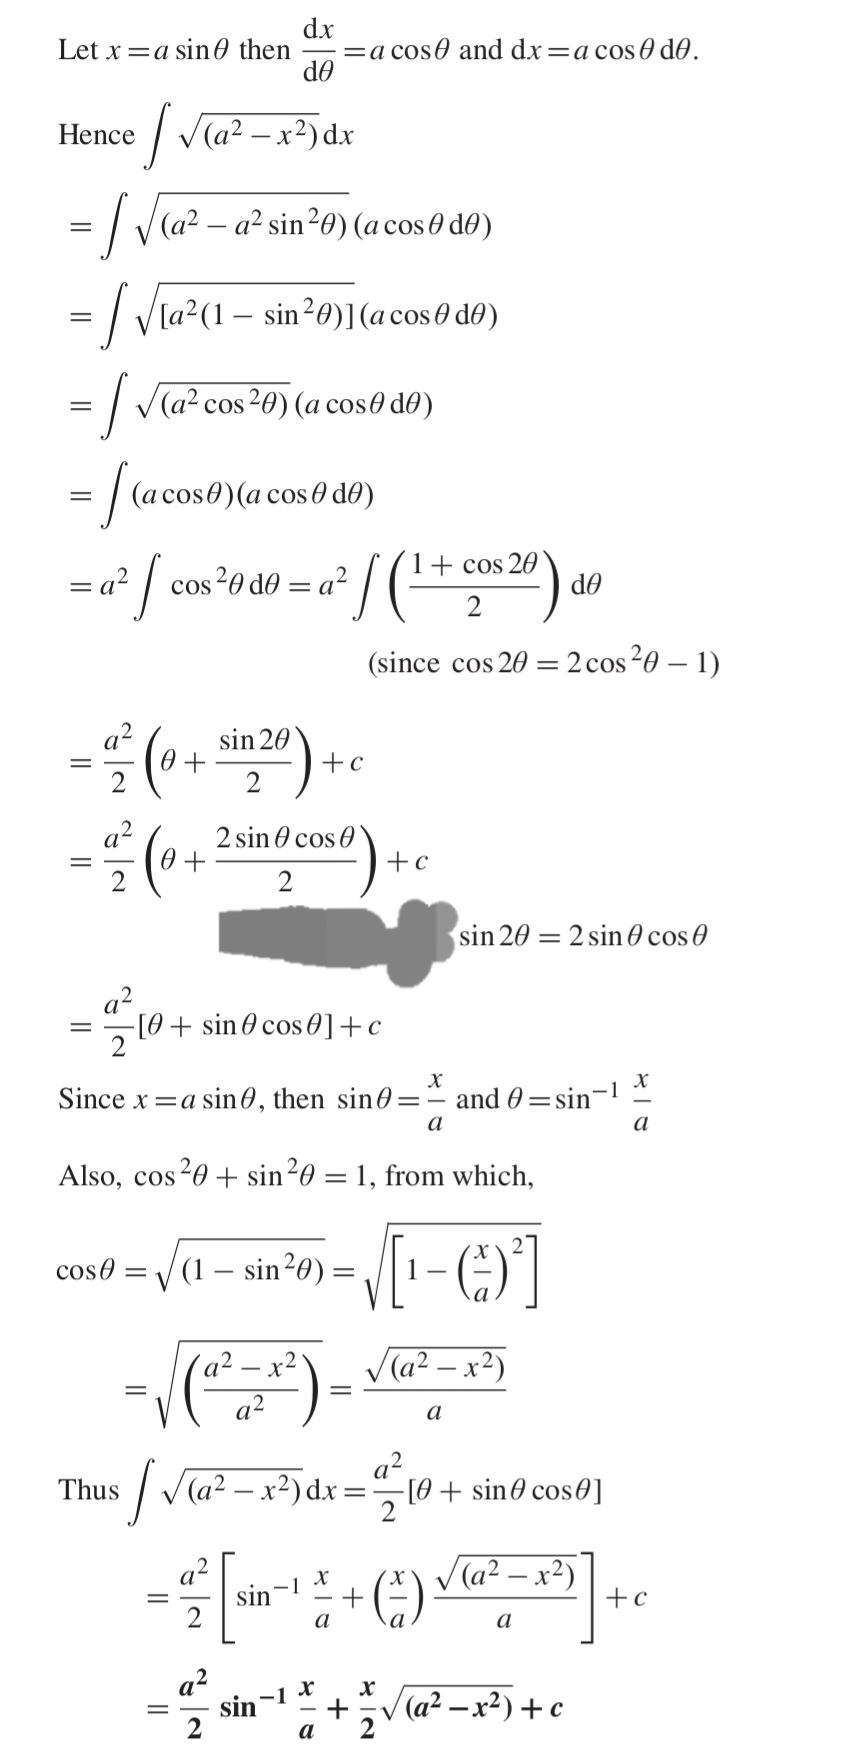 Let x = a sinθ then dx/dθ = a cosθ and dx = a cosθ dθ.
Hence ∫ √(a² − x²) dx
= ∫ √(a² − a² sin²θ) (a cosθ dθ)
= ∫ √[a²(1 − sin²θ)] (a cosθ dθ)
= ∫ √(a² cos²θ) (a cosθ dθ)
= ∫ (a cosθ)(a cosθ dθ)
= a² ∫ cos²θ dθ = a² ∫ ((1 + cos 2θ)/2) dθ
(since cos 2θ = 2 cos²θ − 1)
= a²/2 (θ + sin 2θ/2) + c
= a²/2 (θ + 2 sinθ cosθ/2) + c
sin 2θ = 2 sinθ cosθ
= a²/2 [θ + sinθ cosθ] + c
Since x = a sinθ, then sinθ = x/a and θ = sin⁻¹ x/a
Also, cos²θ + sin²θ = 1, from which,
cosθ = √(1 − sin²θ) = √[1 − (x/a)²]
= √((a² − x²)/a²) = √(a² − x²)/a
Thus ∫ √(a² − x²) dx = a²/2 [θ + sinθ cosθ]
= a²/2 [sin⁻¹ x/a + (x/a) √(a² − x²)/a] + c
= a²/2 sin⁻¹ x/a + x/2 √(a² − x²) + c